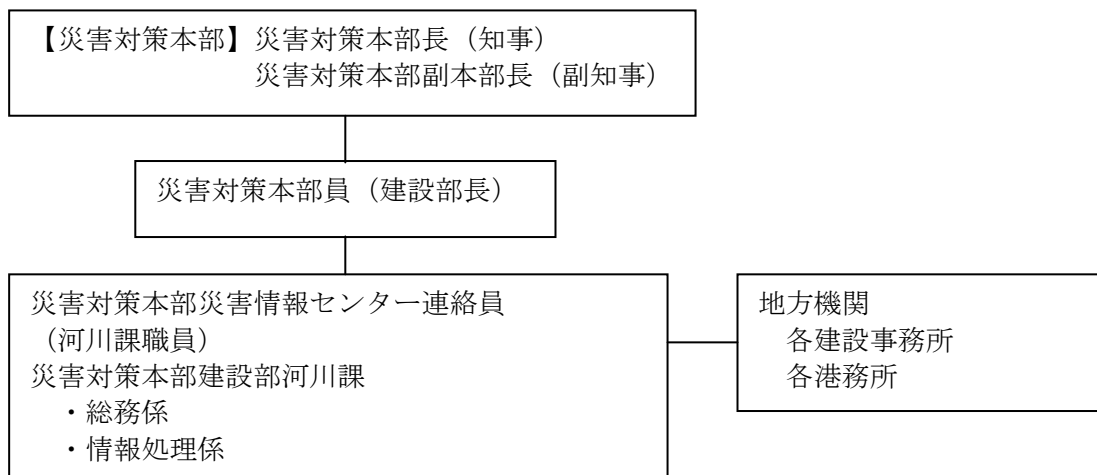 【災害対策本部】災害対策本部長（知事）
災害対策本部副本部長（副知事）
災害対策本部員（建設部長）
災害対策本部災害情報センター連絡員
（河川課職員）
災害対策本部建設部河川課
・総務係
・情報処理係
地方機関
各建設事務所
各港務所